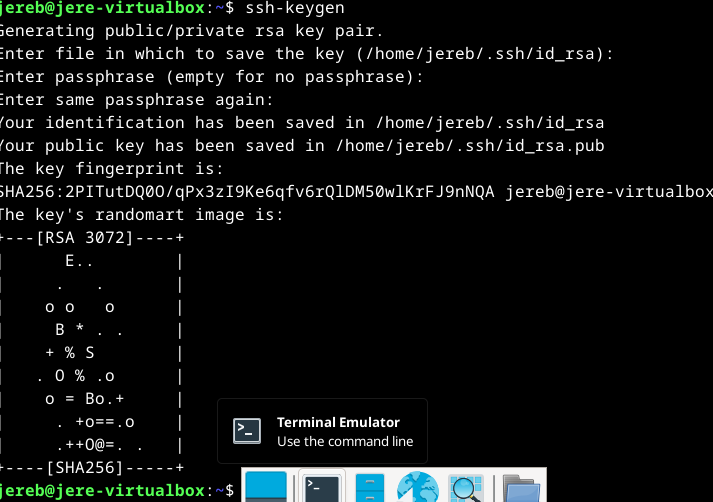 jereb@jere-virtualbox:~$ ssh-keygen
Generating public/private rsa key pair.
Enter file in which to save the key (/home/jereb/.ssh/id_rsa):
Enter passphrase (empty for no passphrase):
Enter same passphrase again:
Your identification has been saved in /home/jereb/.ssh/id_rsa
Your public key has been saved in /home/jereb/.ssh/id_rsa.pub
The key fingerprint is:
SHA256:2PITutDQ0O/qPx3zI9Ke6qfv6rQlDM50wlKrFJ9nNQA jereb@jere-virtualbox
The key's randomart image is:
+---[RSA 3072]----+
|      E..        |
|     .   .       |
|    o o   o      |
|     B * . .     |
|    + % S        |
|   . O % .o      |
|    o = Bo.+     |
|     . +o==.o    |
|     .++O@=. .   |
+----[SHA256]-----+
Terminal Emulator
Use the command line
jereb@jere-virtualbox:~$